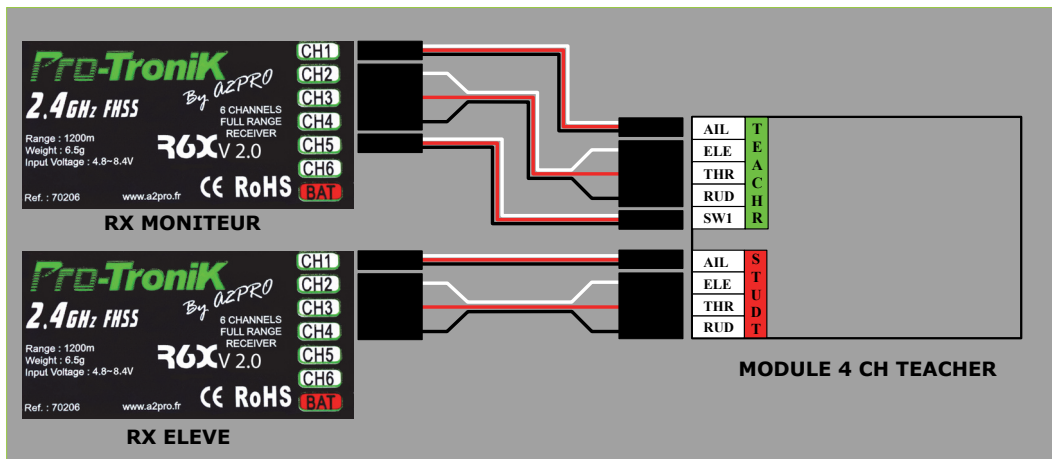 Pro-TroniK
By A2PRO
2.4GHz FHSS
6 CHANNELS
FULL RANGE
RECEIVER
Range : 1200m
Weight : 6.5g
Input Voltage : 4.8~8.4V
R6X V 2.0
CE RoHS
Ref. : 70206 www.a2pro.fr
CH1
CH2
CH3
CH4
CH5
CH6
BAT
RX MONITEUR
Pro-TroniK
By A2PRO
2.4GHz FHSS
6 CHANNELS
FULL RANGE
RECEIVER
Range : 1200m
Weight : 6.5g
Input Voltage : 4.8~8.4V
R6X V 2.0
CE RoHS
Ref. : 70206 www.a2pro.fr
CH1
CH2
CH3
CH4
CH5
CH6
BAT
RX ELEVE
AIL
ELE
THR
RUD
SW1
TEACHR
AIL
ELE
THR
RUD
STUDT
MODULE 4 CH TEACHER